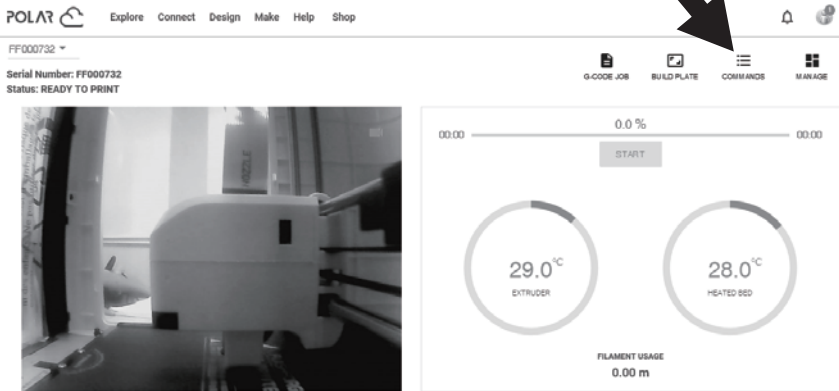 POLAR Explore Connect Design Make Help Shop
FF000732
Serial Number: FF000732
Status: READY TO PRINT
G-CODE JOB BUILD PLATE COMMANDS MANAGE
00:00 0.0 % 00:00
START
NOZZLE
29.0°C 28.0°C
EXTRUDER HEATED BED
FILAMENT USAGE
0.00 m